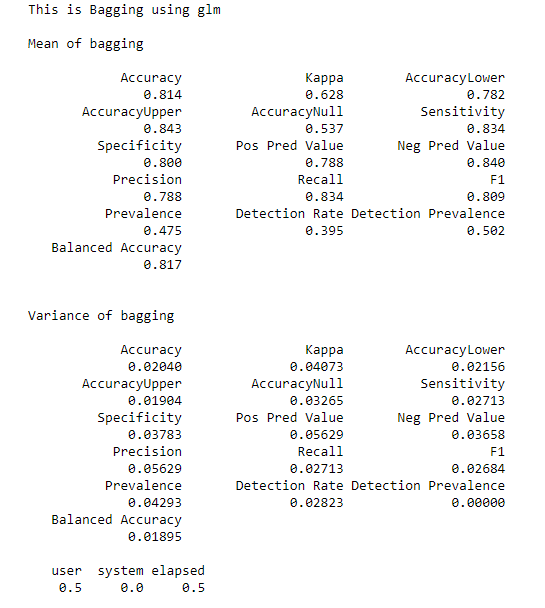 This is Bagging using glm
Mean of bagging
Accuracy Kappa AccuracyLower
0.814 0.628 0.782
AccuracyUpper AccuracyNull Sensitivity
0.843 0.537 0.834
Specificity Pos Pred Value Neg Pred Value
0.800 0.788 0.840
Precision Recall F1
0.788 0.834 0.809
Prevalence Detection Rate Detection Prevalence
0.475 0.395 0.502
Balanced Accuracy
0.817
Variance of bagging
Accuracy Kappa AccuracyLower
0.02040 0.04073 0.02156
AccuracyUpper AccuracyNull Sensitivity
0.01904 0.03265 0.02713
Specificity Pos Pred Value Neg Pred Value
0.03783 0.05629 0.03658
Precision Recall F1
0.05629 0.02713 0.02684
Prevalence Detection Rate Detection Prevalence
0.04293 0.02823 0.00000
Balanced Accuracy
0.01895
user system elapsed
0.5 0.0 0.5